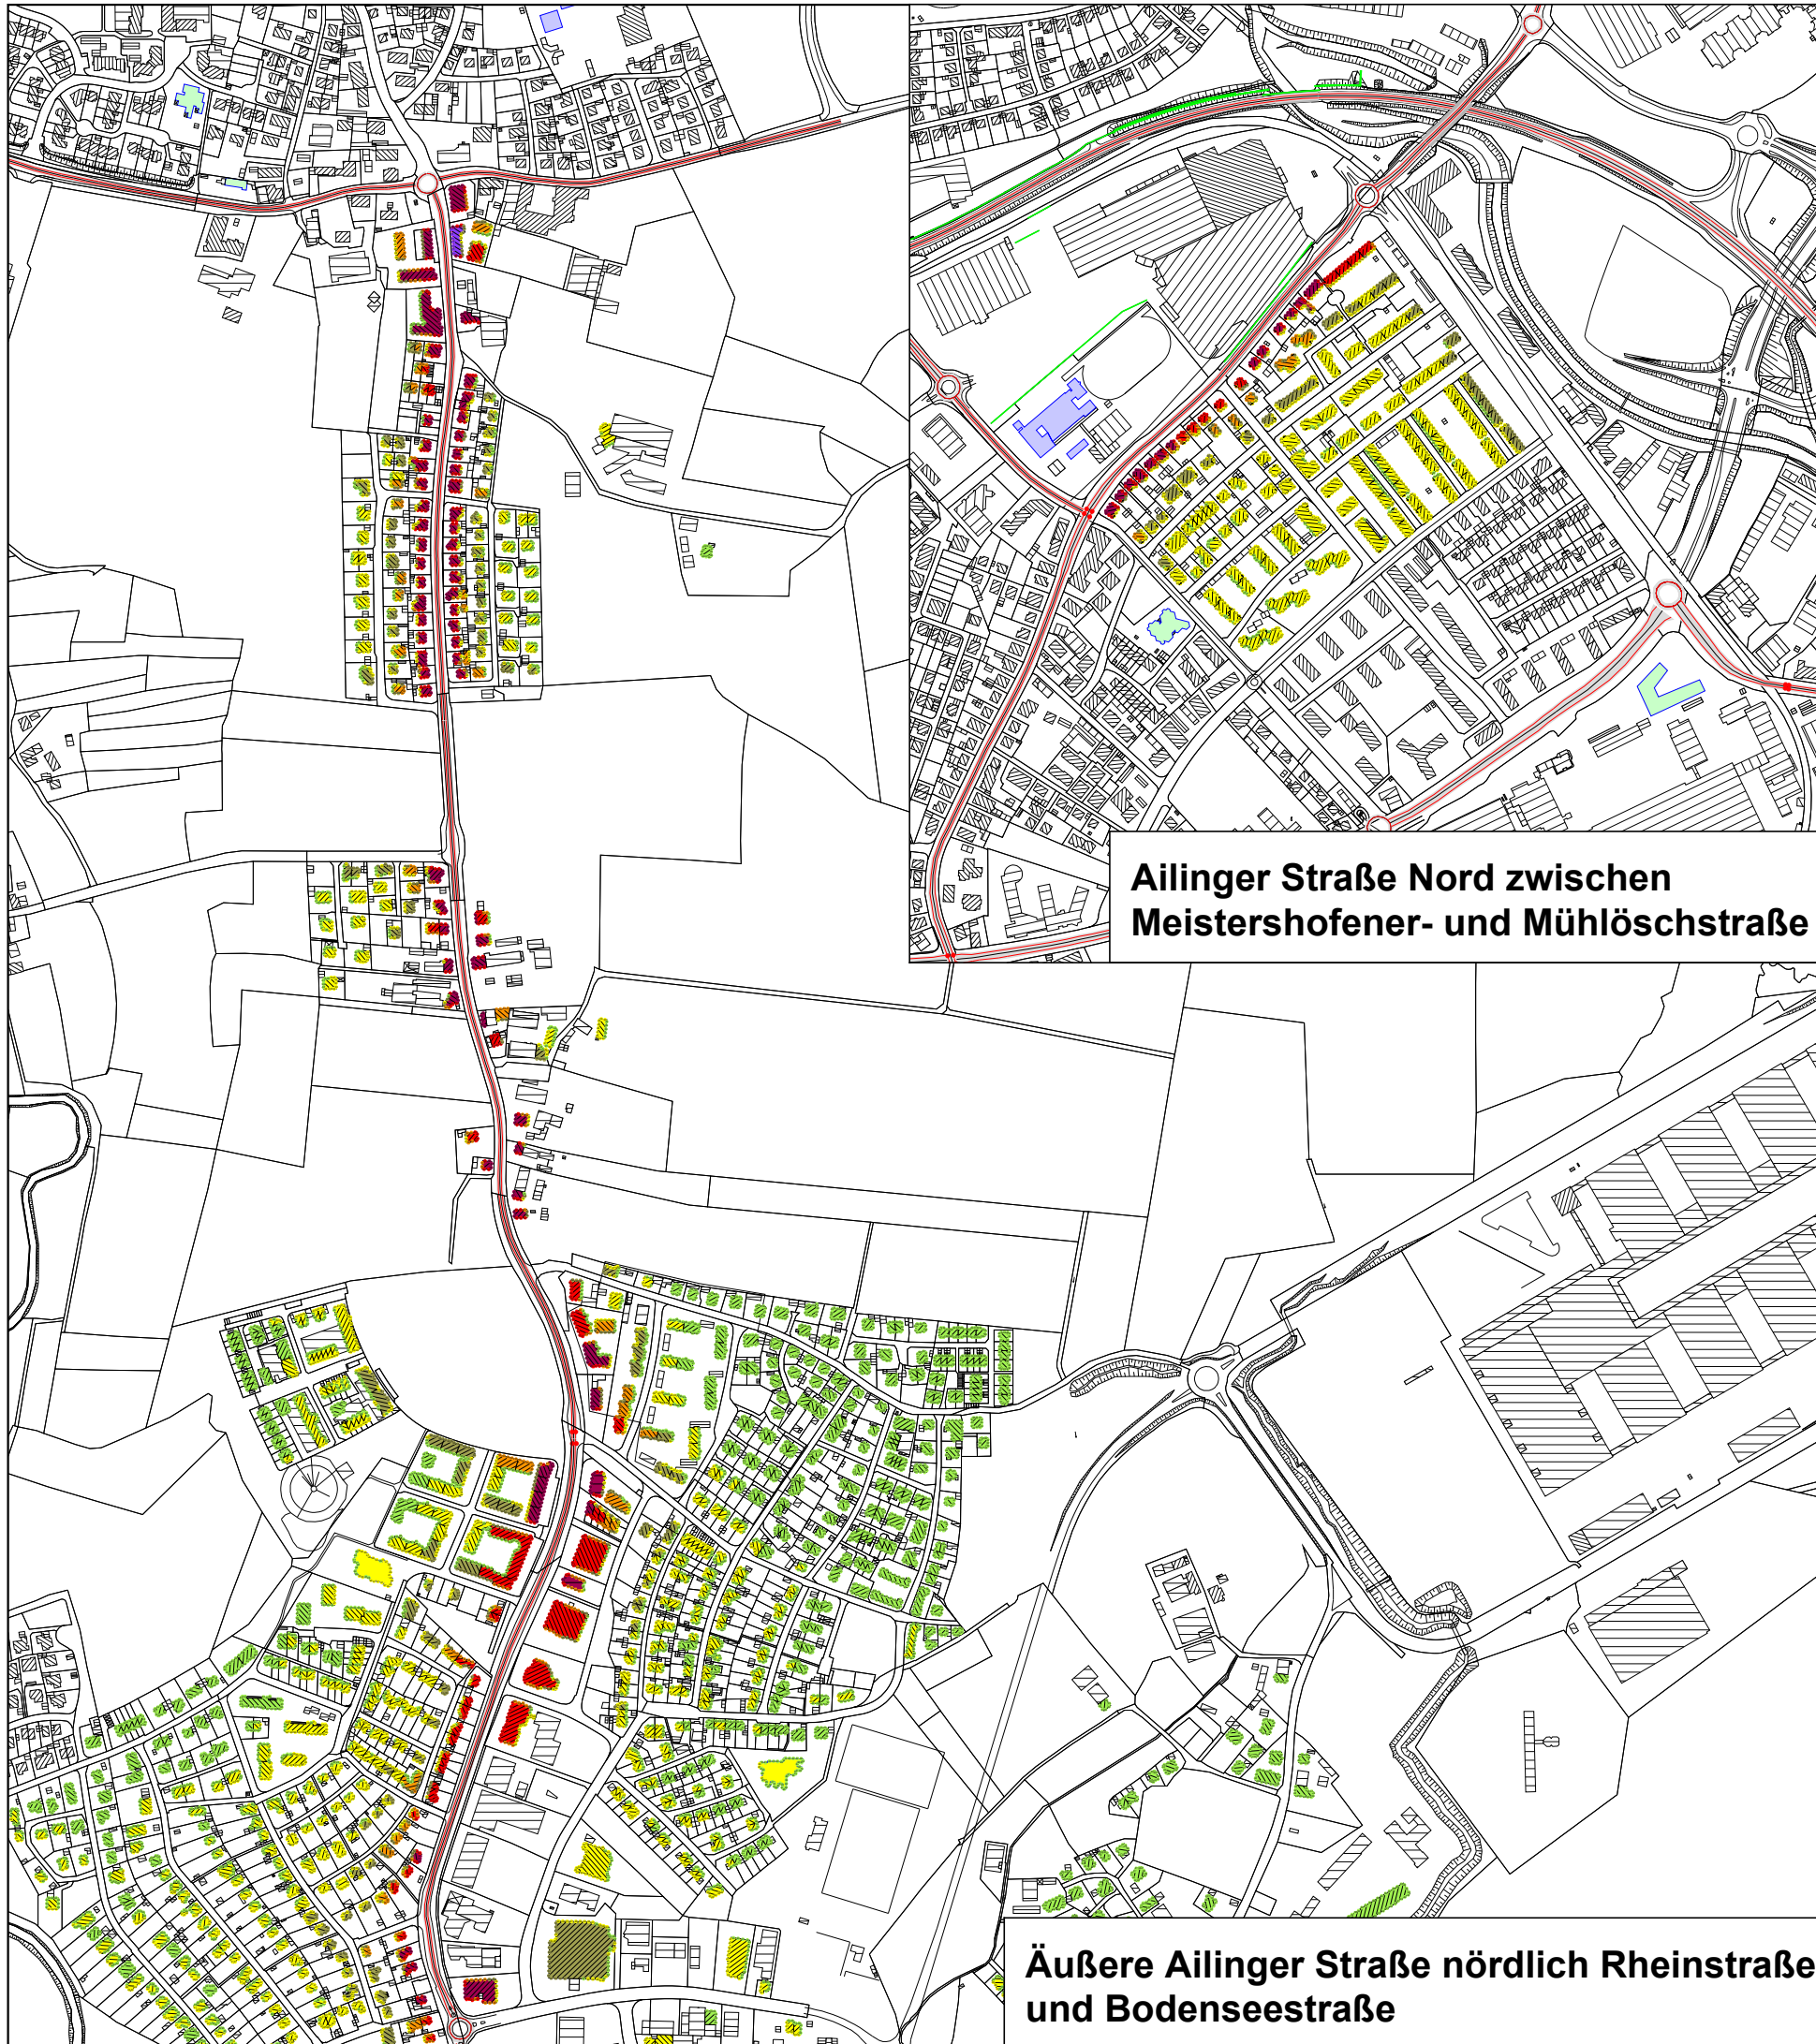 Ailinger Straße Nord zwischen
Meistershofener- und Mühlöschstraße
Äußere Ailinger Straße nördlich Rheinstraße
und Bodenseestraße